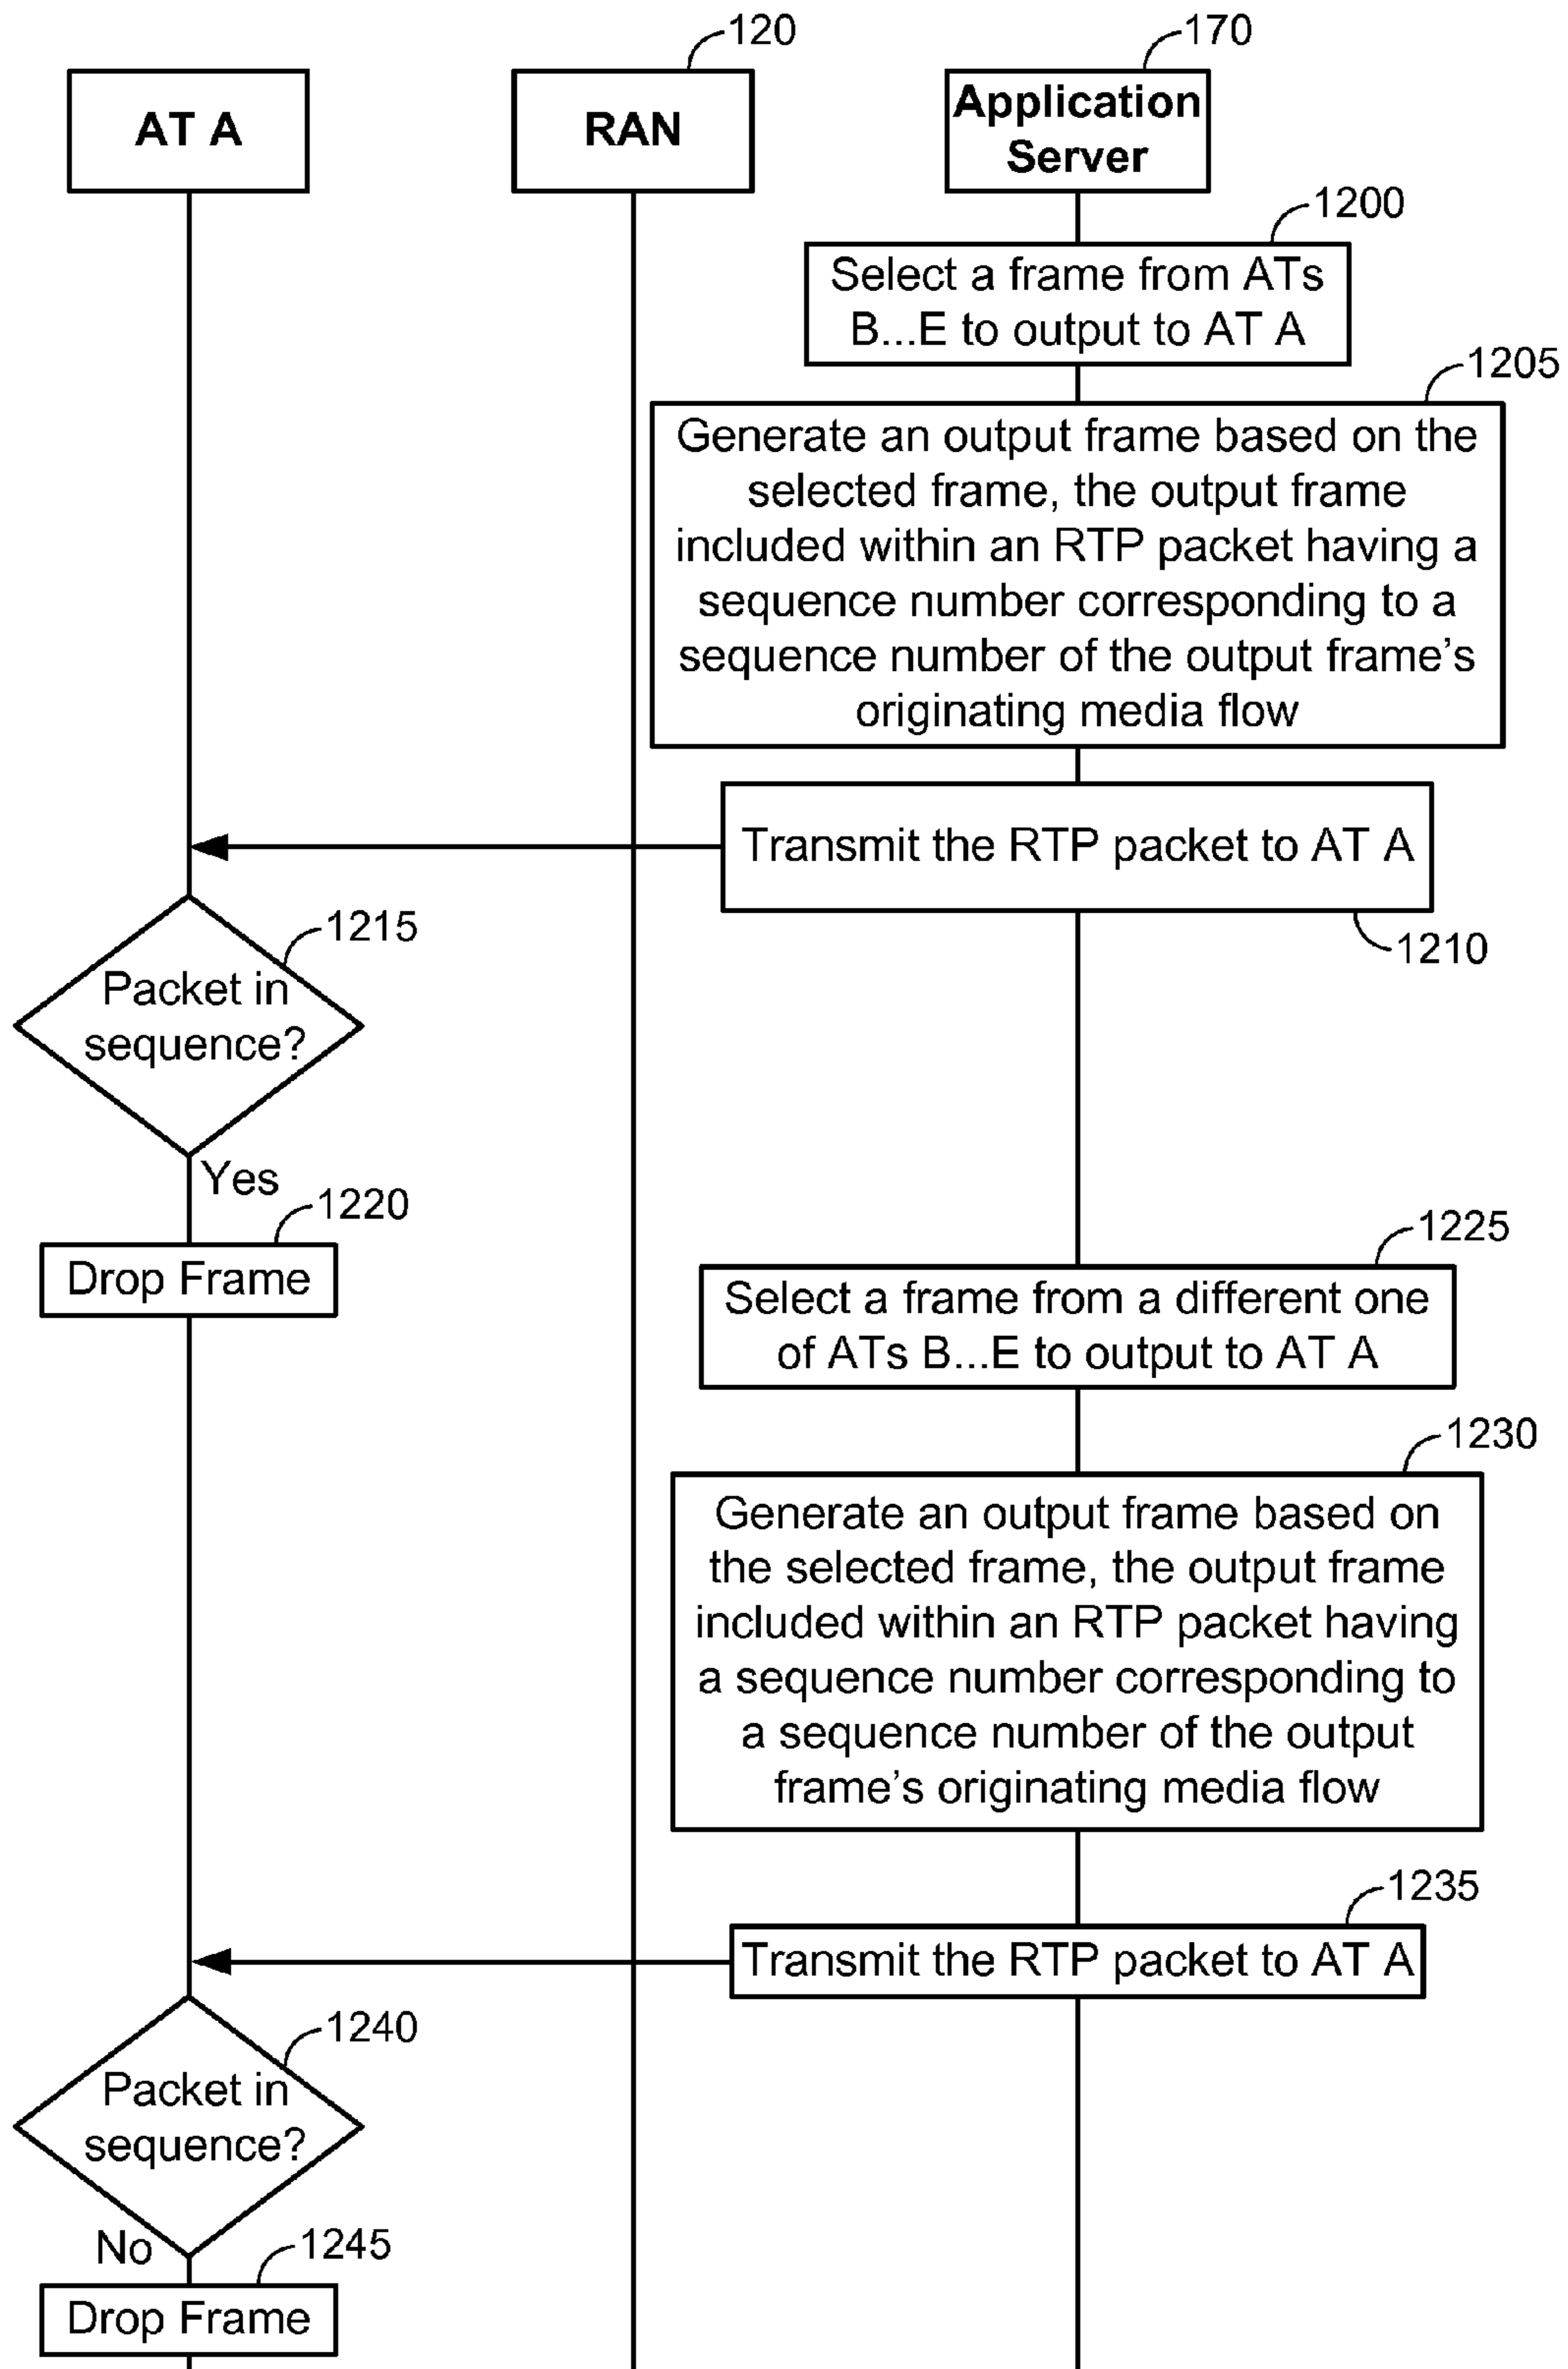 120
170
AT A
RAN
Application
Server
1200
Select a frame from ATs
B...E to output to AT A
1205
Generate an output frame based on the
selected frame, the output frame
included within an RTP packet having a
sequence number corresponding to a
sequence number of the output frame's
originating media flow
Transmit the RTP packet to AT A
1210
1215
Packet in
sequence?
Yes
1220
Drop Frame
1225
Select a frame from a different one
of ATs B...E to output to AT A
1230
Generate an output frame based on
the selected frame, the output frame
included within an RTP packet having
a sequence number corresponding to
a sequence number of the output
frame's originating media flow
1235
Transmit the RTP packet to AT A
1240
Packet in
sequence?
No
1245
Drop Frame